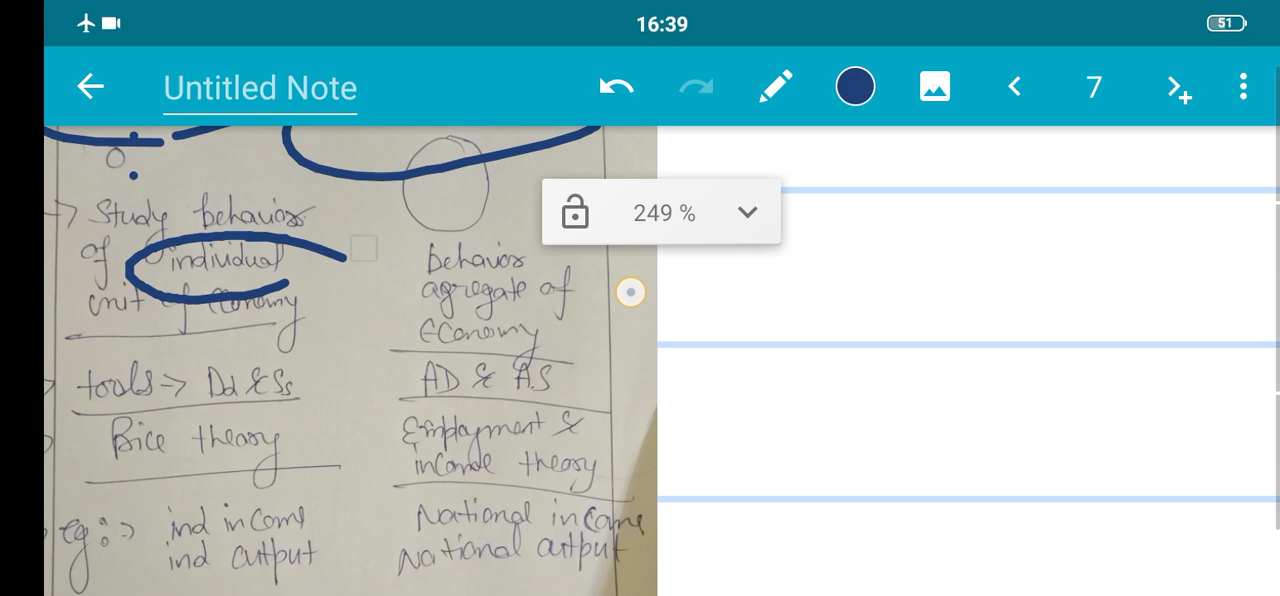 16:39
51
Untitled Note
7
249 %
O
→ Study behavior
of individual
unit of Economy
behavior
agregate of
Economy
tools → Dd & Ss
AD & AS
Price theory
Employment &
income theory
eg: → ind income
ind output
National income
National output